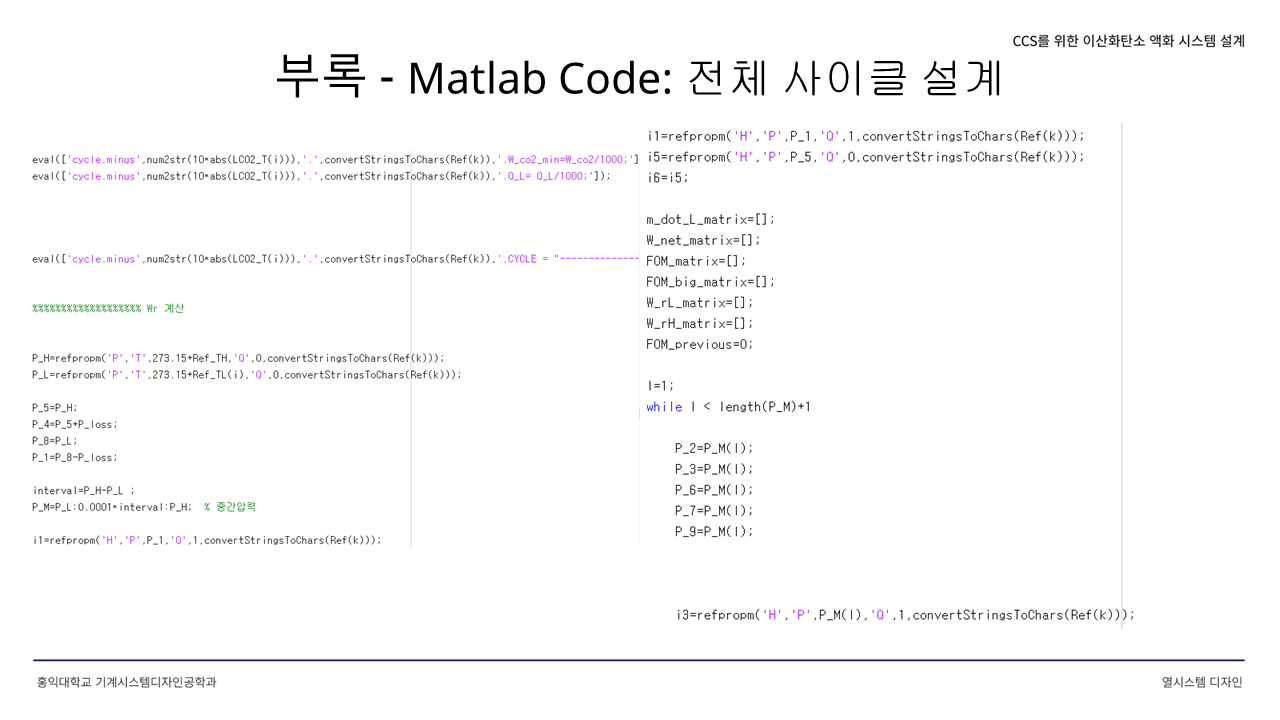 CCS를 위한 이산화탄소 액화 시스템 설계
부록 - Matlab Code: 전체 사이클 설계
eval(['cycle.minus',num2str(10*abs(LCO2_T(i))),'.',convertStringsToChars(Ref(k)),'.W_co2_min=W_co2/1000;']
eval(['cycle.minus',num2str(10*abs(LCO2_T(i))),'.',convertStringsToChars(Ref(k)),'.Q_L= Q_L/1000;']);
eval(['cycle.minus',num2str(10*abs(LCO2_T(i))),'.',convertStringsToChars(Ref(k)),'.CYCLE = "--------------
%%%%%%%%%%%%%%%%%%% Wr 계산
P_H=refpropm('P','T',273.15+Ref_TH,'Q',0,convertStringsToChars(Ref(k)));
P_L=refpropm('P','T',273.15+Ref_TL(i),'Q',0,convertStringsToChars(Ref(k)));
P_5=P_H;
P_4=P_5+P_loss;
P_8=P_L;
P_1=P_8-P_loss;
interval=P_H-P_L ;
P_M=P_L:0.0001*interval:P_H;  % 중간압력
i1=refpropm('H','P',P_1,'Q',1,convertStringsToChars(Ref(k)));
i1=refpropm('H','P',P_1,'Q',1,convertStringsToChars(Ref(k)));
i5=refpropm('H','P',P_5,'Q',0,convertStringsToChars(Ref(k)));
i6=i5;
m_dot_L_matrix=[];
W_net_matrix=[];
FOM_matrix=[];
FOM_big_matrix=[];
W_rL_matrix=[];
W_rH_matrix=[];
FOM_previous=0;
l=1;
while l < length(P_M)+1
P_2=P_M(l);
P_3=P_M(l);
P_6=P_M(l);
P_7=P_M(l);
P_9=P_M(l);
i3=refpropm('H','P',P_M(l),'Q',1,convertStringsToChars(Ref(k)));
홍익대학교 기계시스템디자인공학과
열시스템 디자인